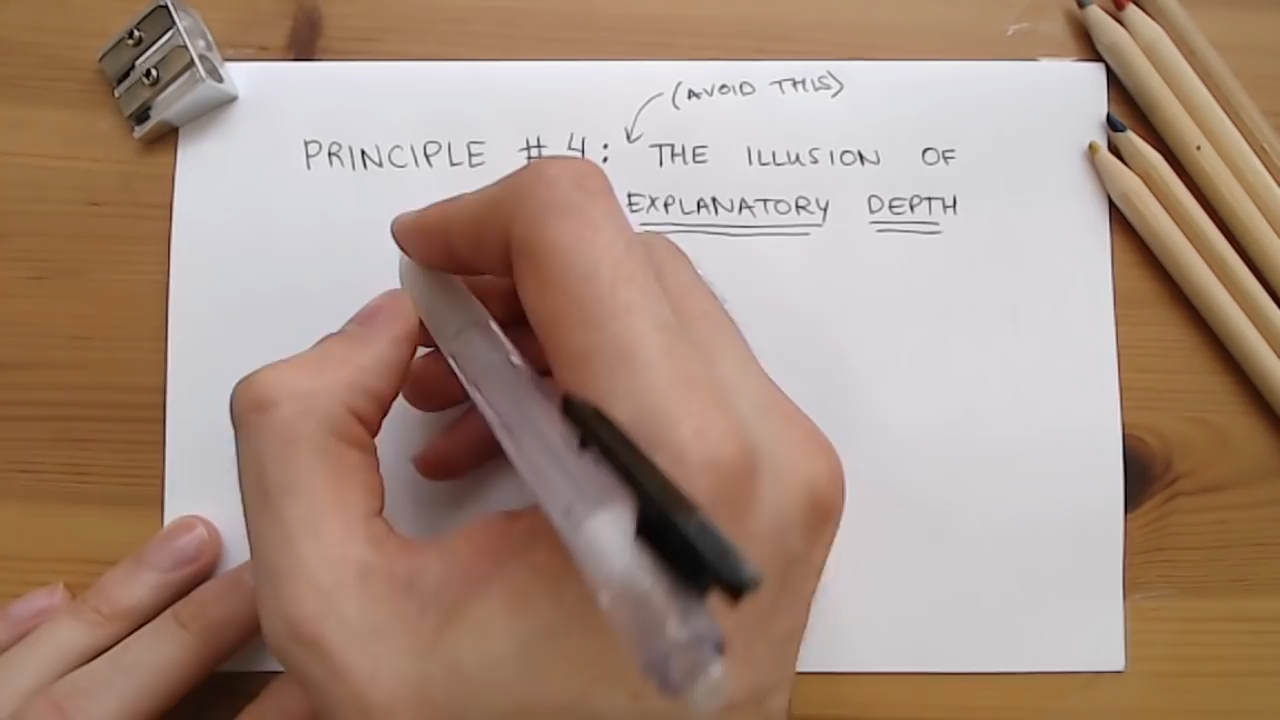 (AVOID THIS)
PRINCIPLE #4: THE ILLUSION OF
EXPLANATORY DEPTH